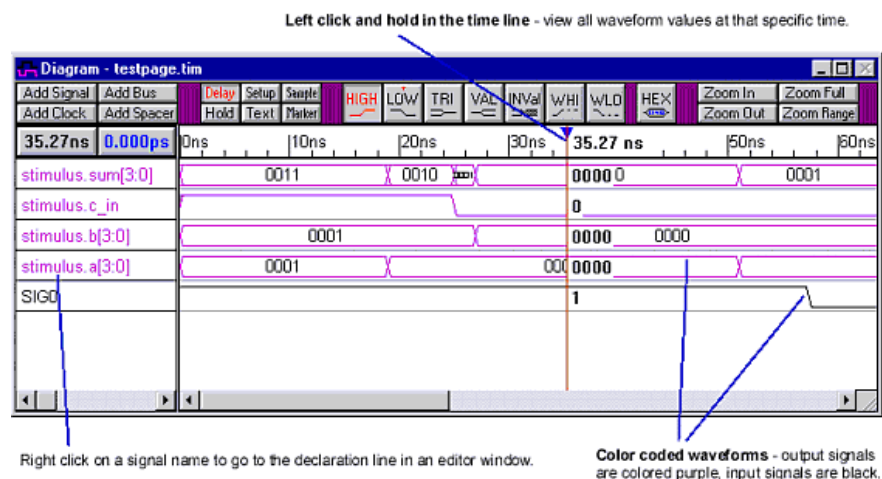 Left click and hold in the time line - view all waveform values at that specific time.
Diagram - testpage.tim
Add Signal Add Bus Delay Setup Sample HIGH LOW TRI VAL INVal WHI WLO HEX Zoom In Zoom Full
Add Clock Add Spacer Hold Text Marker Zoom Out Zoom Range
35.27ns 0.000ps 0ns 10ns 20ns 30ns 35.27 ns 50ns 60ns
stimulus.sum[3:0] 0011 0010 0000 0 0001
stimulus.c_in 0
stimulus.b[3:0] 0001 0000 0000
stimulus.a[3:0] 0001 000 0000
SIG0 1
Right click on a signal name to go to the declaration line in an editor window.
Color coded waveforms - output signals
are colored purple, input signals are black.